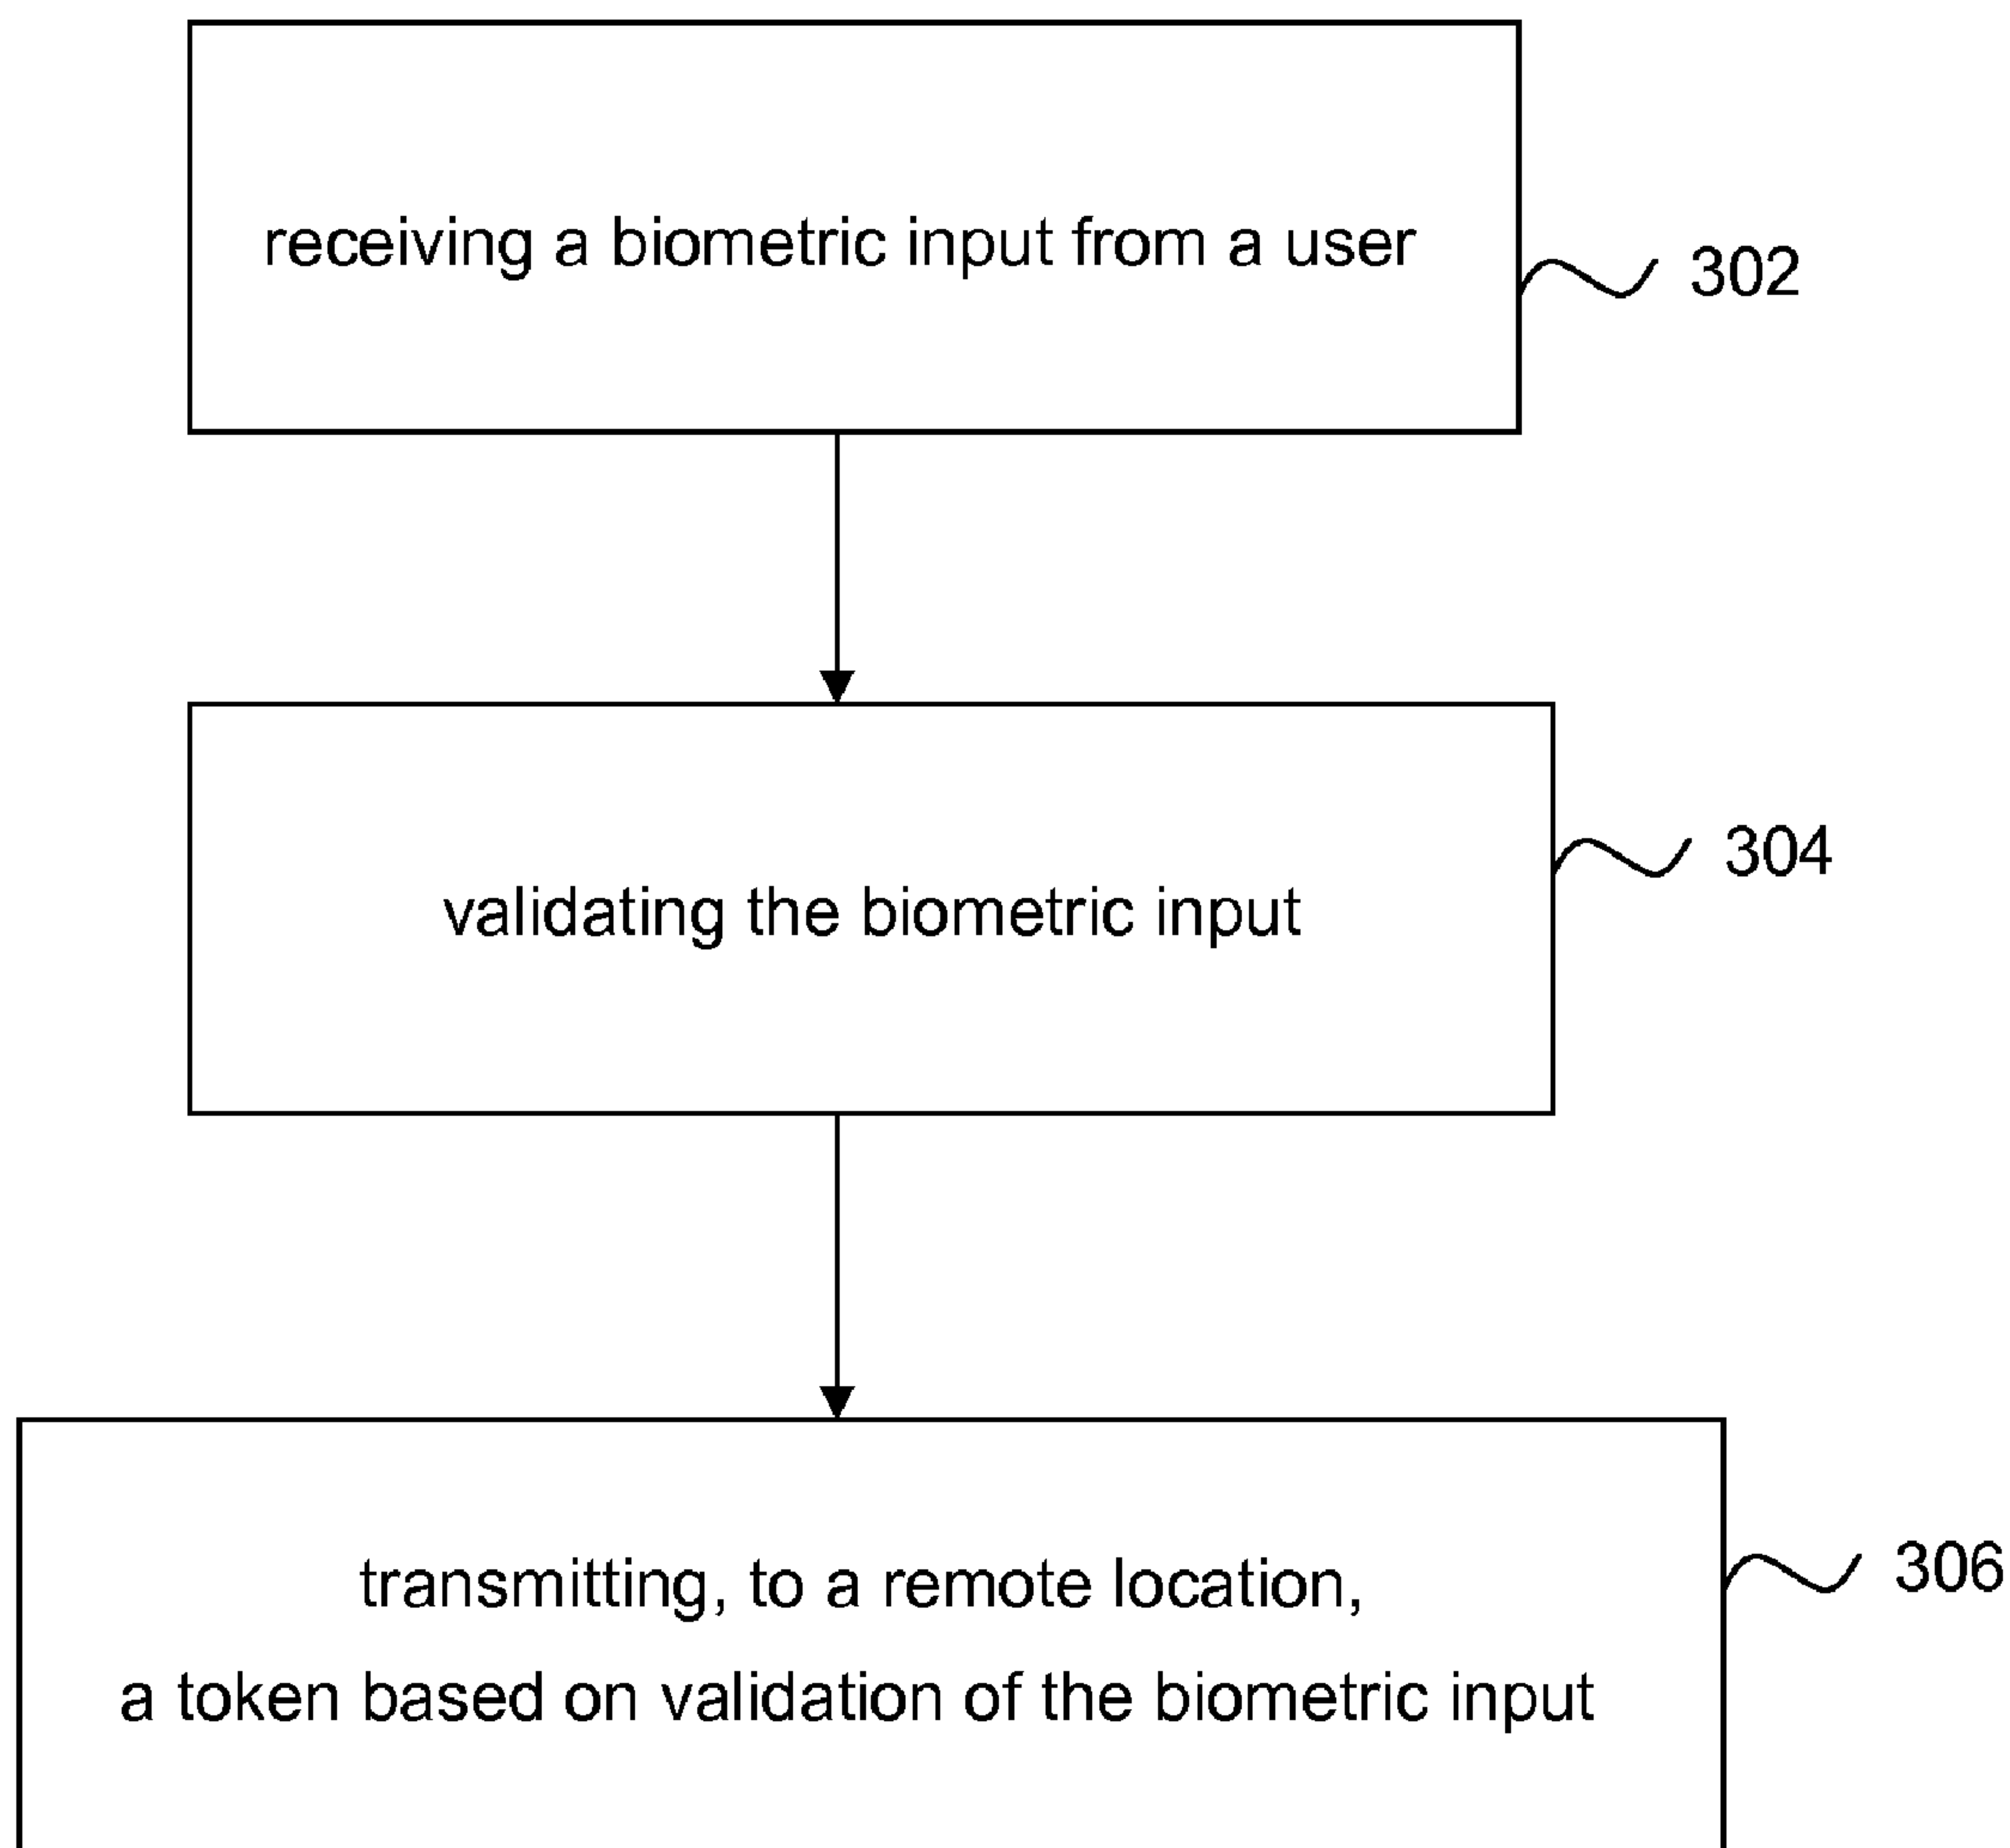 receiving a biometric input from a user
302
validating the biometric input
304
transmitting, to a remote location,
a token based on validation of the biometric input
306